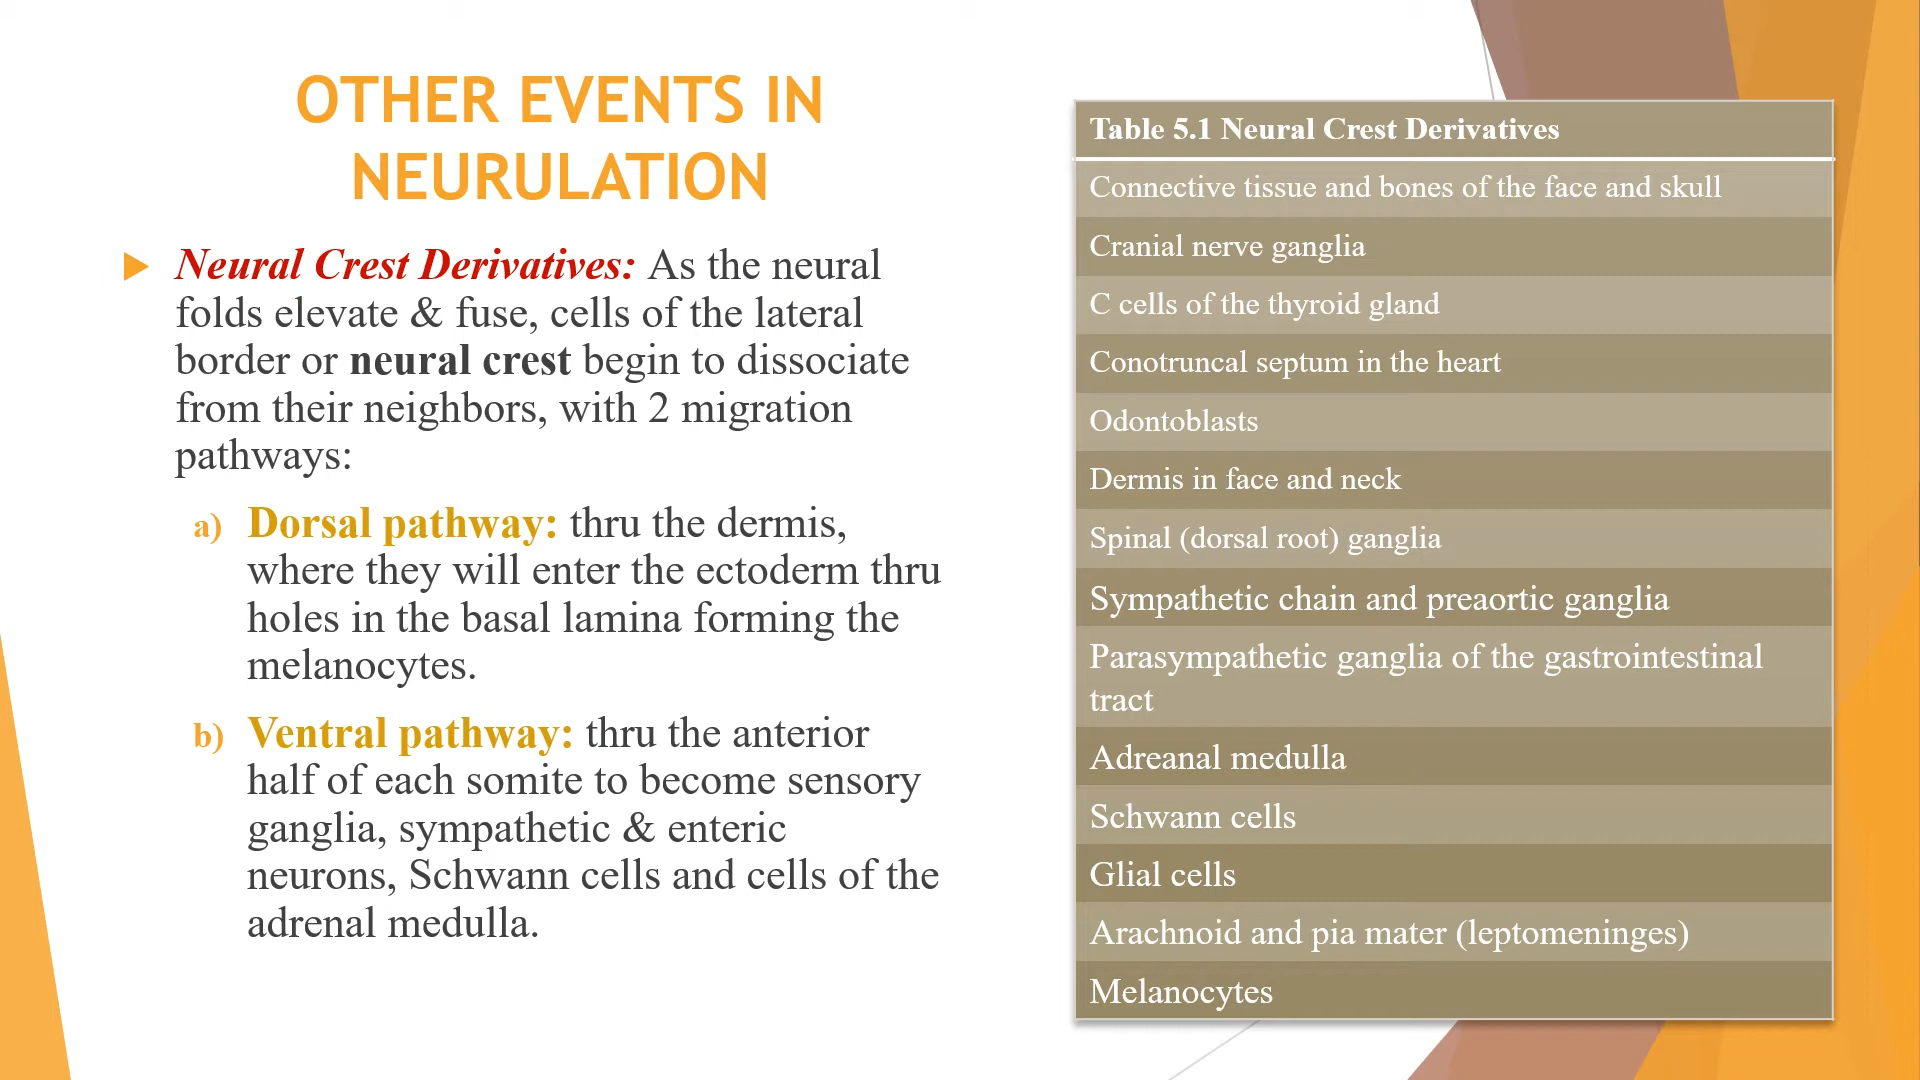 OTHER EVENTS IN
NEURULATION
Neural Crest Derivatives: As the neural
folds elevate & fuse, cells of the lateral
border or neural crest begin to dissociate
from their neighbors, with 2 migration
pathways:
a) Dorsal pathway: thru the dermis,
where they will enter the ectoderm thru
holes in the basal lamina forming the
melanocytes.
b) Ventral pathway: thru the anterior
half of each somite to become sensory
ganglia, sympathetic & enteric
neurons, Schwann cells and cells of the
adrenal medulla.
Table 5.1 Neural Crest Derivatives
Connective tissue and bones of the face and skull
Cranial nerve ganglia
C cells of the thyroid gland
Conotruncal septum in the heart
Odontoblasts
Dermis in face and neck
Spinal (dorsal root) ganglia
Sympathetic chain and preaortic ganglia
Parasympathetic ganglia of the gastrointestinal
tract
Adreanal medulla
Schwann cells
Glial cells
Arachnoid and pia mater (leptomeninges)
Melanocytes